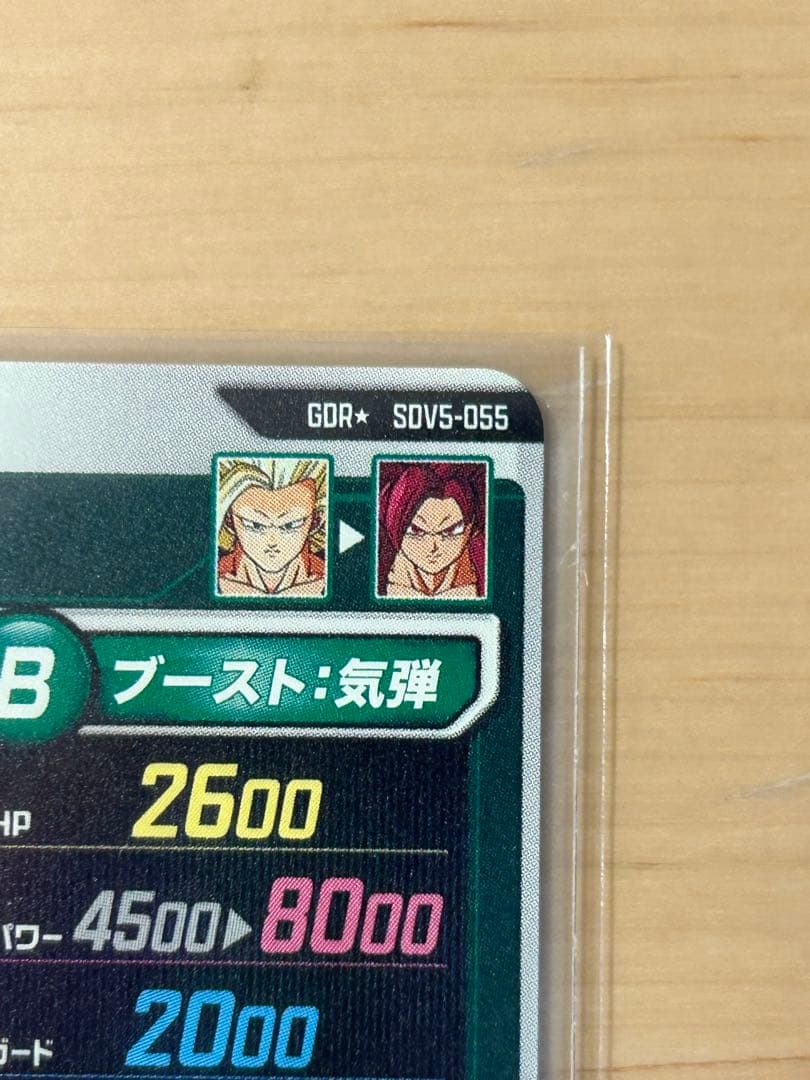 GDR★ SDV5-055
B ブースト:気弾
HP 2600
パワー 4500▶8000
ガード 2000